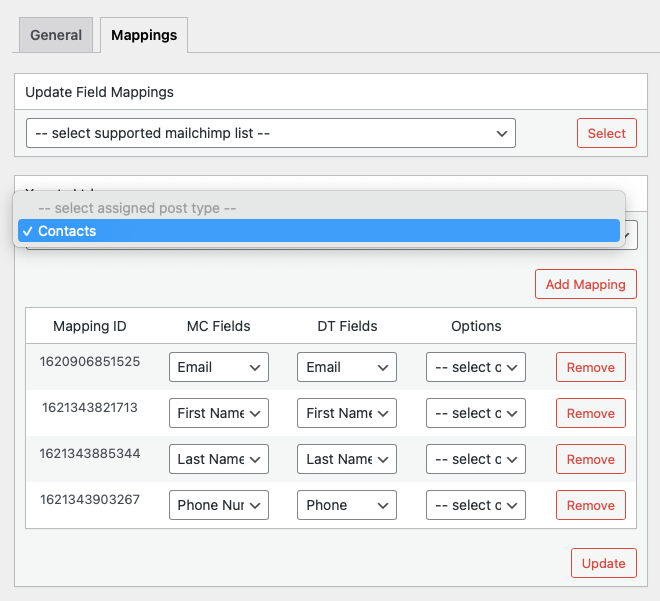 General Mappings
Update Field Mappings
-- select supported mailchimp list -- Select
-- select assigned post type --
✓ Contacts
Add Mapping
Mapping ID MC Fields DT Fields Options
1620906851525 Email Email -- select c Remove
1621343821713 First Name First Name -- select c Remove
1621343885344 Last Name Last Name -- select c Remove
1621343903267 Phone Nur Phone -- select c Remove
Update